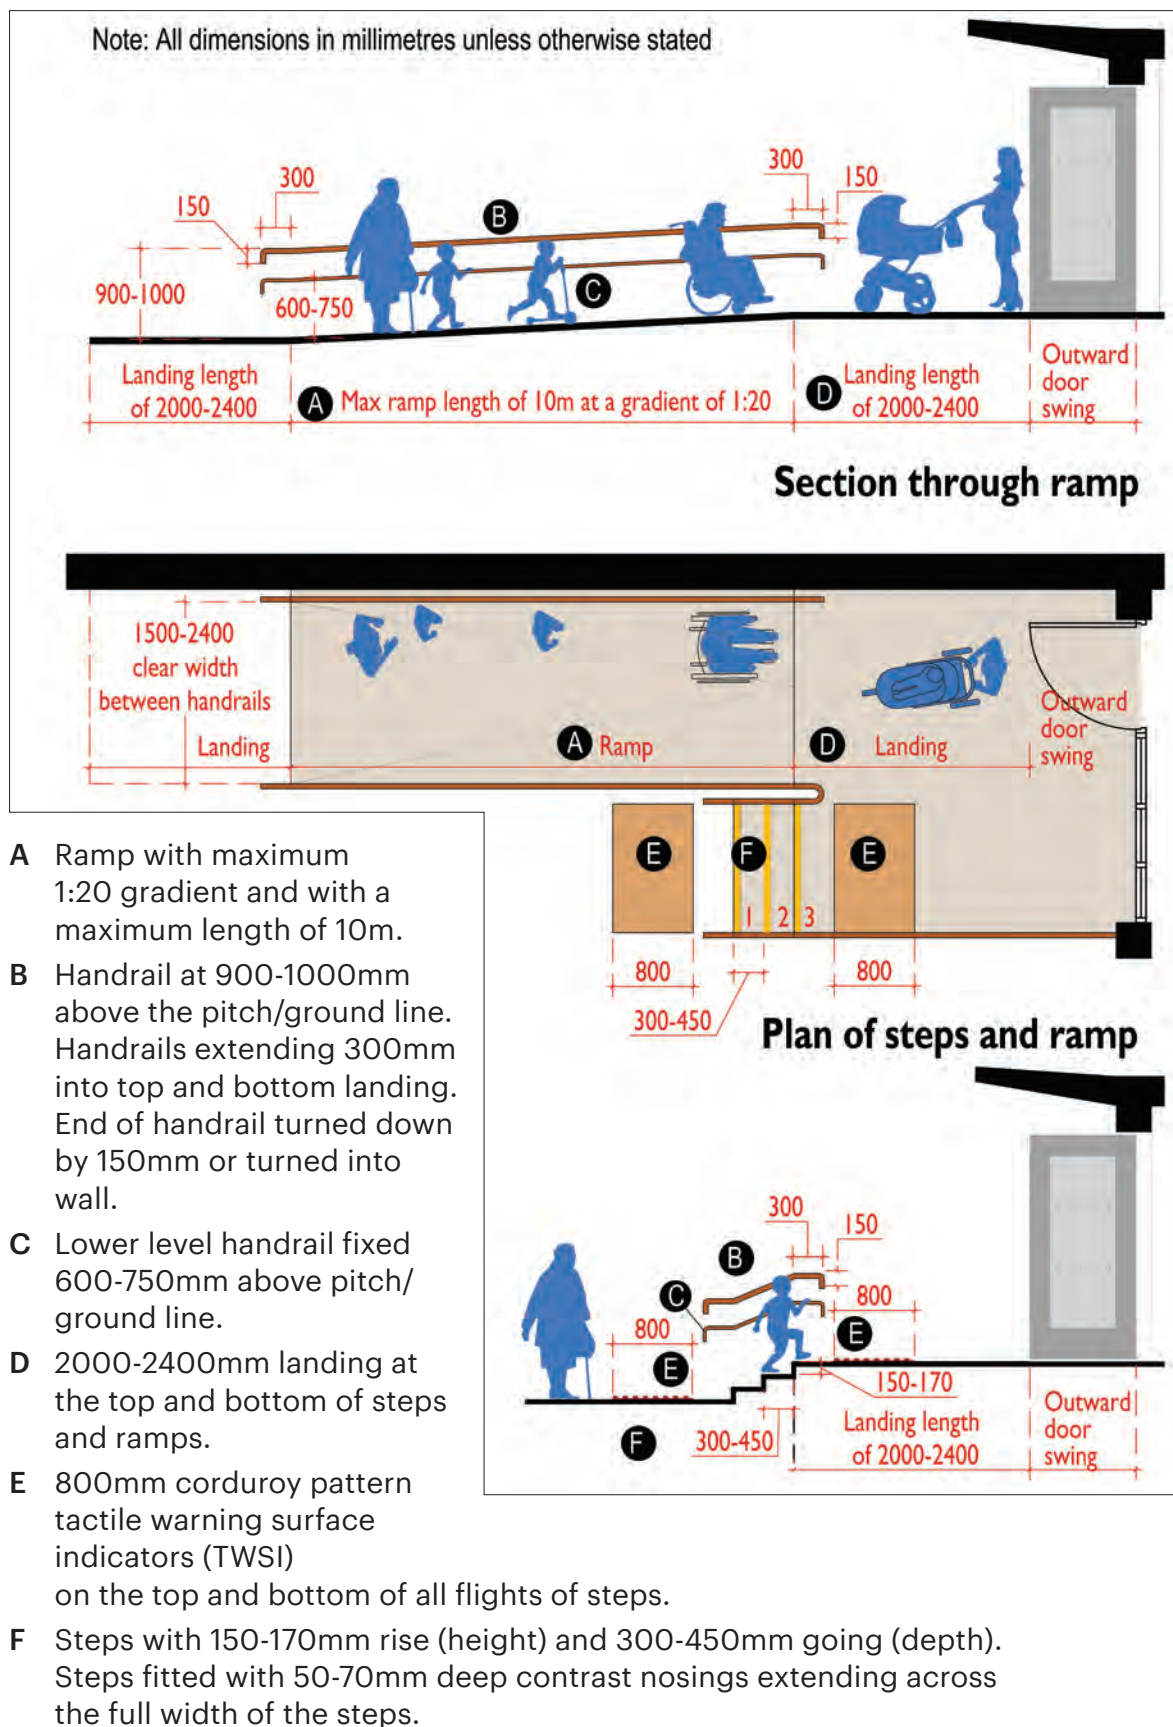 Note: All dimensions in millimetres unless otherwise stated
300
150
B
300
150
900-1000
600-750
C
Landing length
of 2000-2400
A Max ramp length of 10m at a gradient of 1:20
D Landing length
of 2000-2400
Outward
door
swing
Section through ramp
1500-2400
clear width
between handrails
Landing
A Ramp
D Landing
Outward
door
swing
E
F
E
1 2 3
800
800
300-450
Plan of steps and ramp
300
150
B
C
800
800
E
E
150-170
F
300-450
Landing length
of 2000-2400
Outward
door
swing
A Ramp with maximum
1:20 gradient and with a
maximum length of 10m.
B Handrail at 900-1000mm
above the pitch/ground line.
Handrails extending 300mm
into top and bottom landing.
End of handrail turned down
by 150mm or turned into
wall.
C Lower level handrail fixed
600-750mm above pitch/
ground line.
D 2000-2400mm landing at
the top and bottom of steps
and ramps.
E 800mm corduroy pattern
tactile warning surface
indicators (TWSI)
on the top and bottom of all flights of steps.
F Steps with 150-170mm rise (height) and 300-450mm going (depth).
Steps fitted with 50-70mm deep contrast nosings extending across
the full width of the steps.